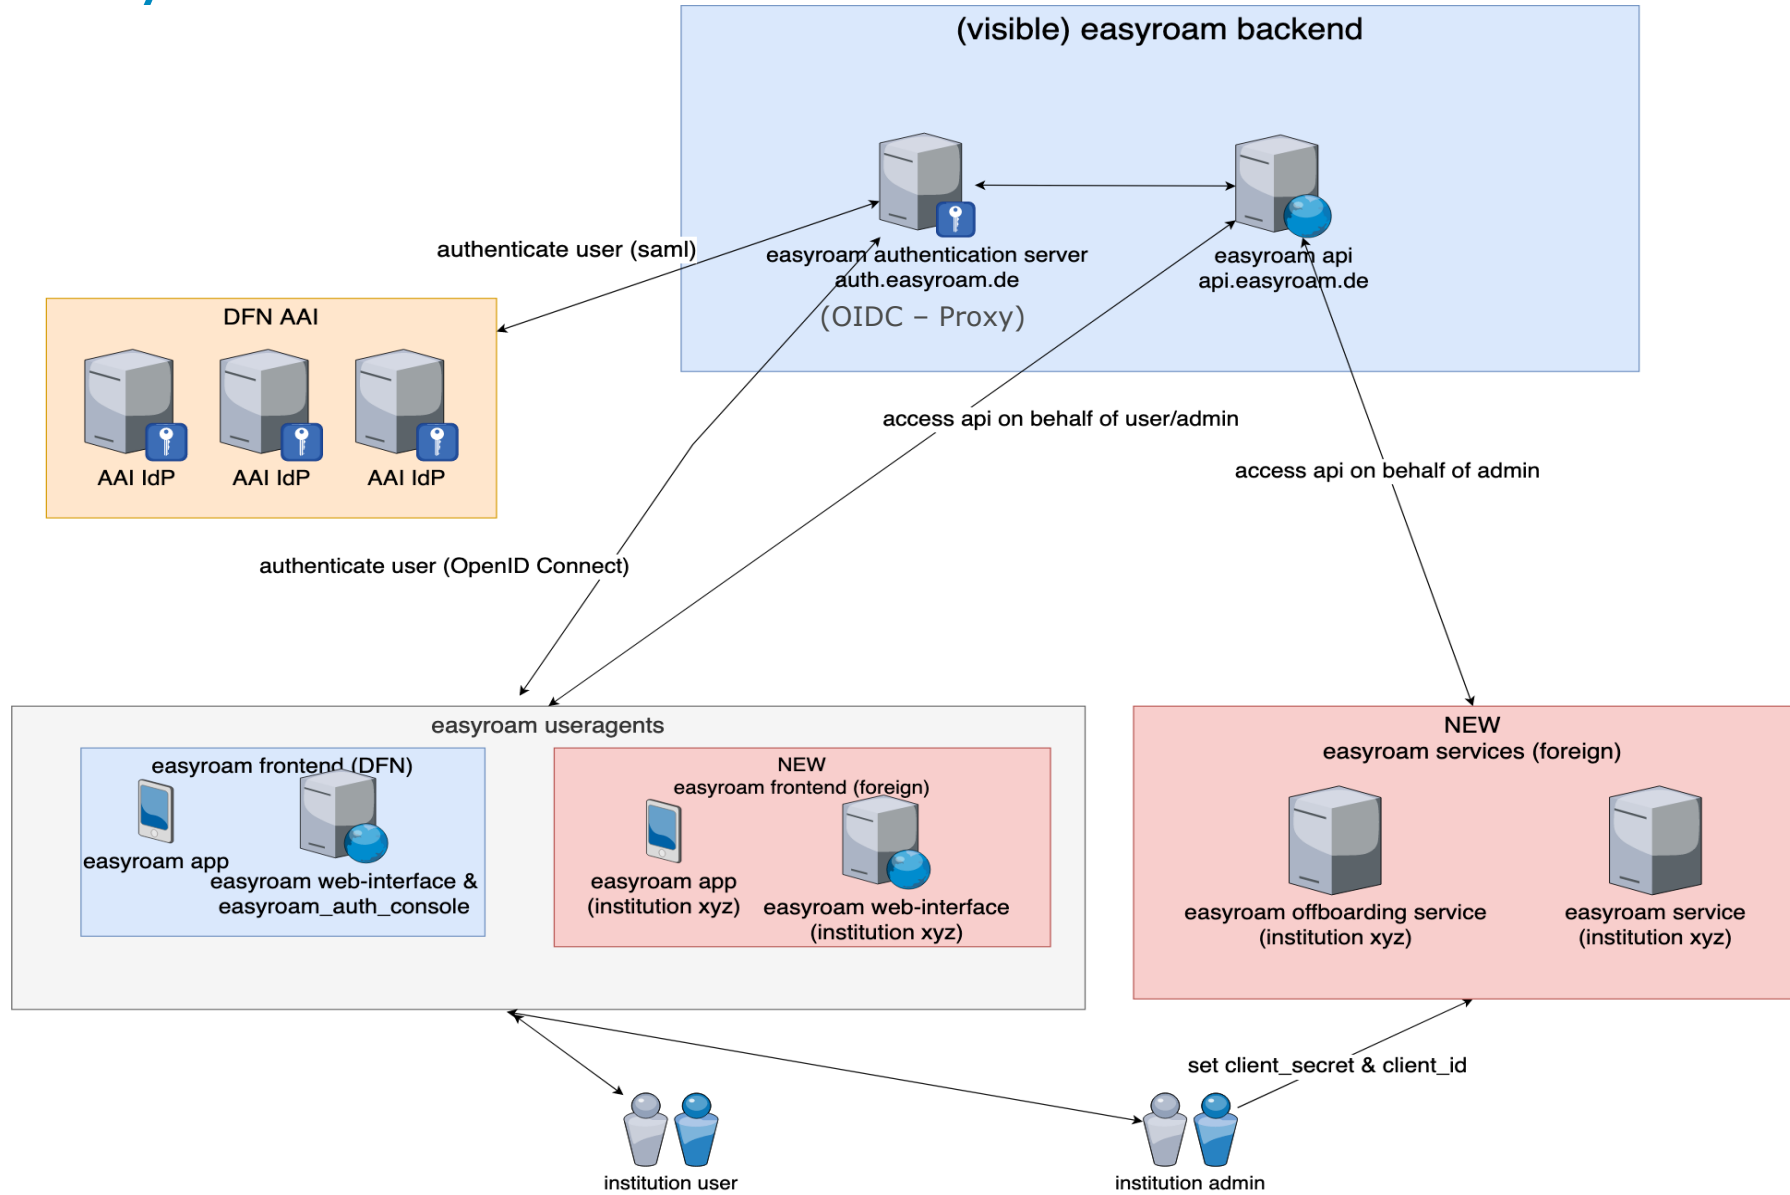 (visible) easyroam backend
easyroam authentication server
auth.easyroam.de
(OIDC – Proxy)
easyroam api
api.easyroam.de
authenticate user (saml)
DFN AAI
AAI IdP
AAI IdP
AAI IdP
access api on behalf of user/admin
access api on behalf of admin
authenticate user (OpenID Connect)
easyroam useragents
easyroam frontend (DFN)
easyroam app
easyroam web-interface &
easyroam_auth_console
NEW
easyroam frontend (foreign)
easyroam app
(institution xyz)
easyroam web-interface
(institution xyz)
NEW
easyroam services (foreign)
easyroam offboarding service
(institution xyz)
easyroam service
(institution xyz)
set client_secret & client_id
institution user
institution admin